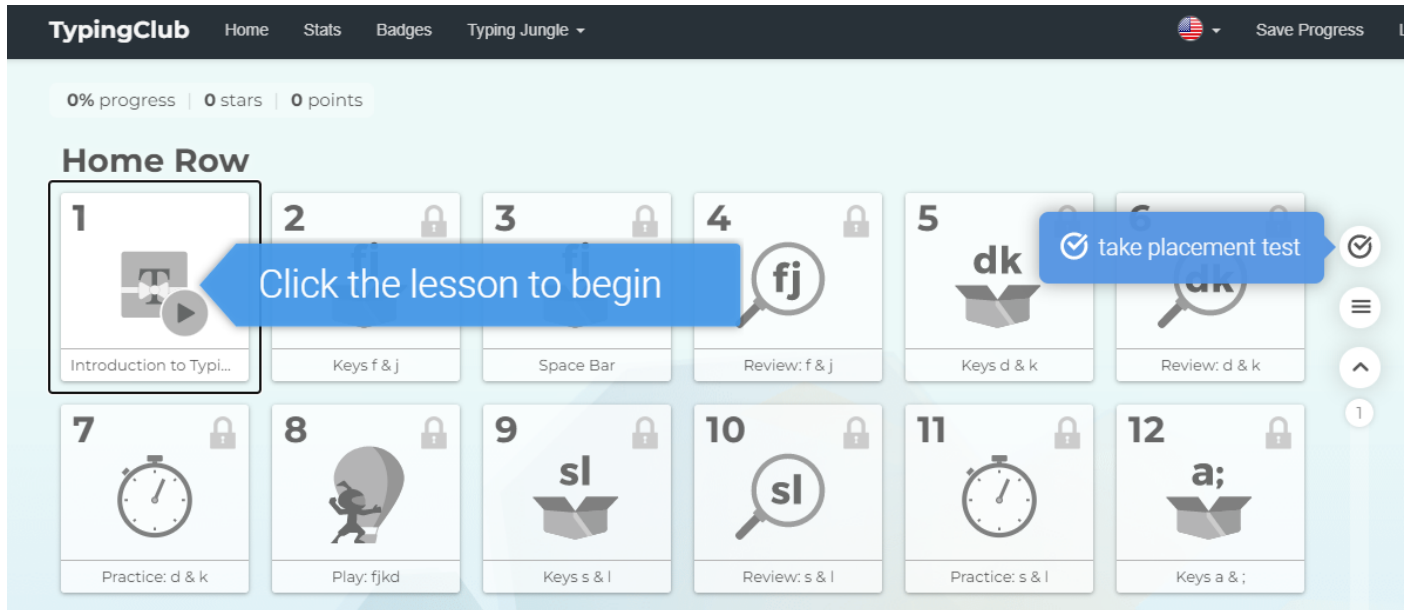 TypingClub Home Stats Badges Typing Jungle Save Progress
0% progress | 0 stars | 0 points
Home Row
1 2 3 4 5 6
T fj dk dk
Click the lesson to begin
take placement test
Introduction to Typi... Keys f & j Space Bar Review: f & j Keys d & k Review: d & k
1
7 8 9 10 11 12
sl sl a;
Practice: d & k Play: fjkd Keys s & l Review: s & l Practice: s & l Keys a & ;